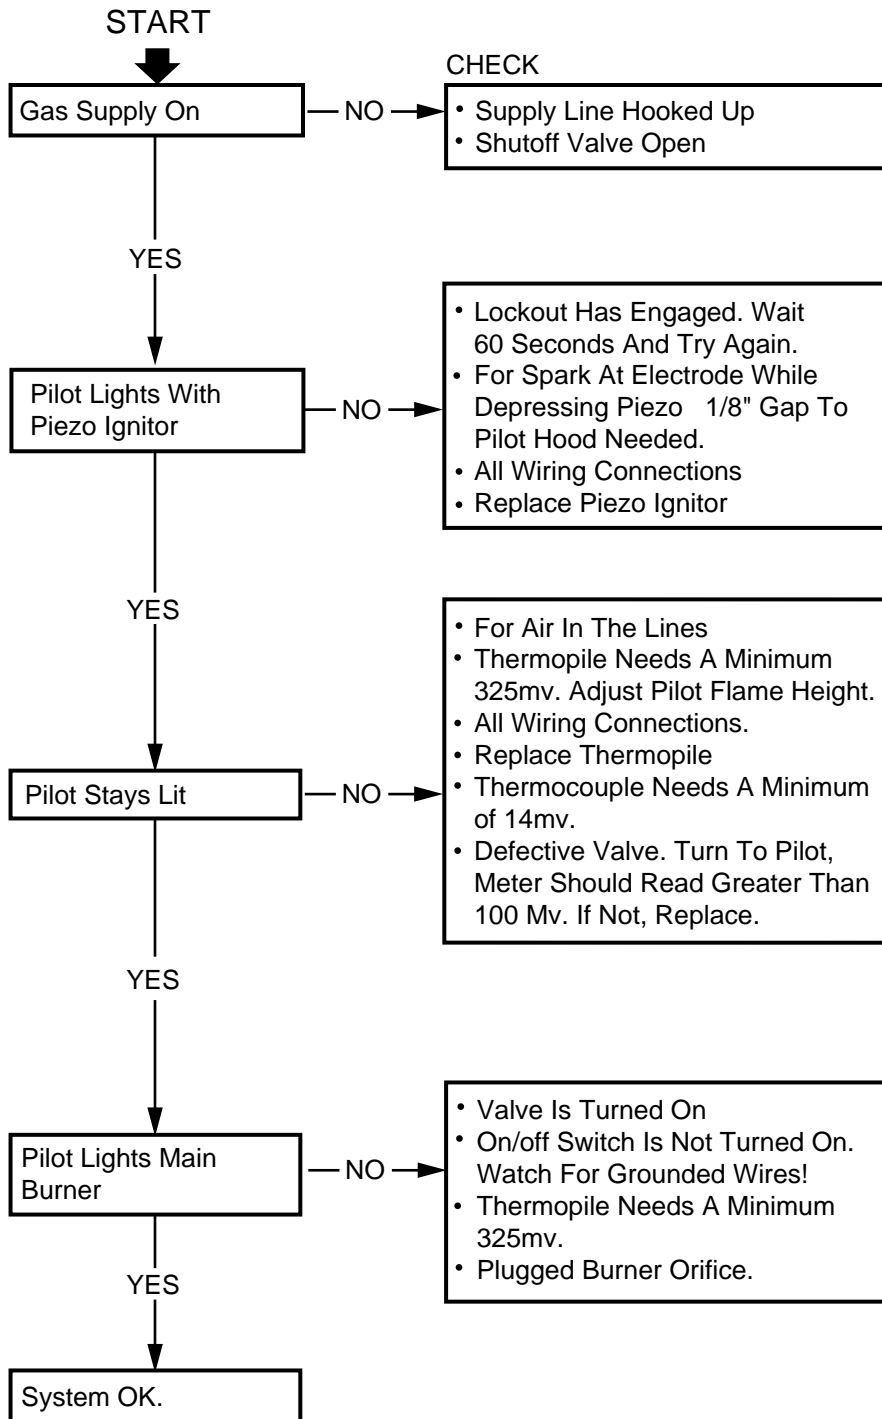 START
Gas Supply On
NO
CHECK
• Supply Line Hooked Up
• Shutoff Valve Open
YES
Pilot Lights With
Piezo Ignitor
NO
• Lockout Has Engaged. Wait
60 Seconds And Try Again.
• For Spark At Electrode While
Depressing Piezo 1/8" Gap To
Pilot Hood Needed.
• All Wiring Connections
• Replace Piezo Ignitor
YES
Pilot Stays Lit
NO
• For Air In The Lines
• Thermopile Needs A Minimum
325mv. Adjust Pilot Flame Height.
• All Wiring Connections.
• Replace Thermopile
• Thermocouple Needs A Minimum
of 14mv.
• Defective Valve. Turn To Pilot,
Meter Should Read Greater Than
100 Mv. If Not, Replace.
YES
Pilot Lights Main
Burner
NO
• Valve Is Turned On
• On/off Switch Is Not Turned On.
Watch For Grounded Wires!
• Thermopile Needs A Minimum
325mv.
• Plugged Burner Orifice.
YES
System OK.